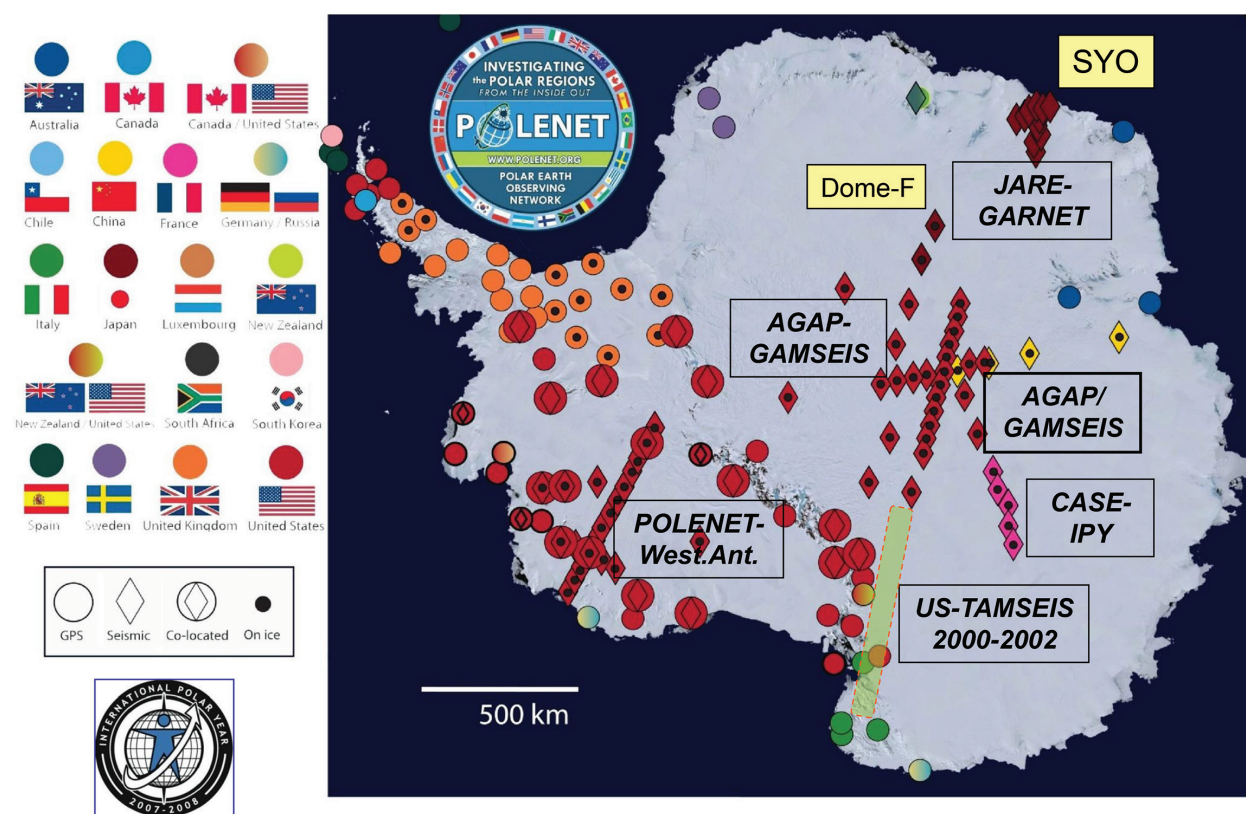 Australia
Canada
Canada / United States
Chile
China
France
Germany / Russia
Italy
Japan
Luxembourg
New Zealand
New Zealand / United States
South Africa
South Korea
Spain
Sweden
United Kingdom
United States
GPS
Seismic
Co-located
On ice
INTERNATIONAL POLAR YEAR
2007-2008
INVESTIGATING
the POLAR REGIONS
FROM THE INSIDE OUT
POLENET
WWW.POLENET.ORG
POLAR EARTH
OBSERVING
NETWORK
SYO
Dome-F
JARE-
GARNET
AGAP-
GAMSEIS
AGAP/
GAMSEIS
CASE-
IPY
POLENET-
West.Ant.
US-TAMSEIS
2000-2002
500 km